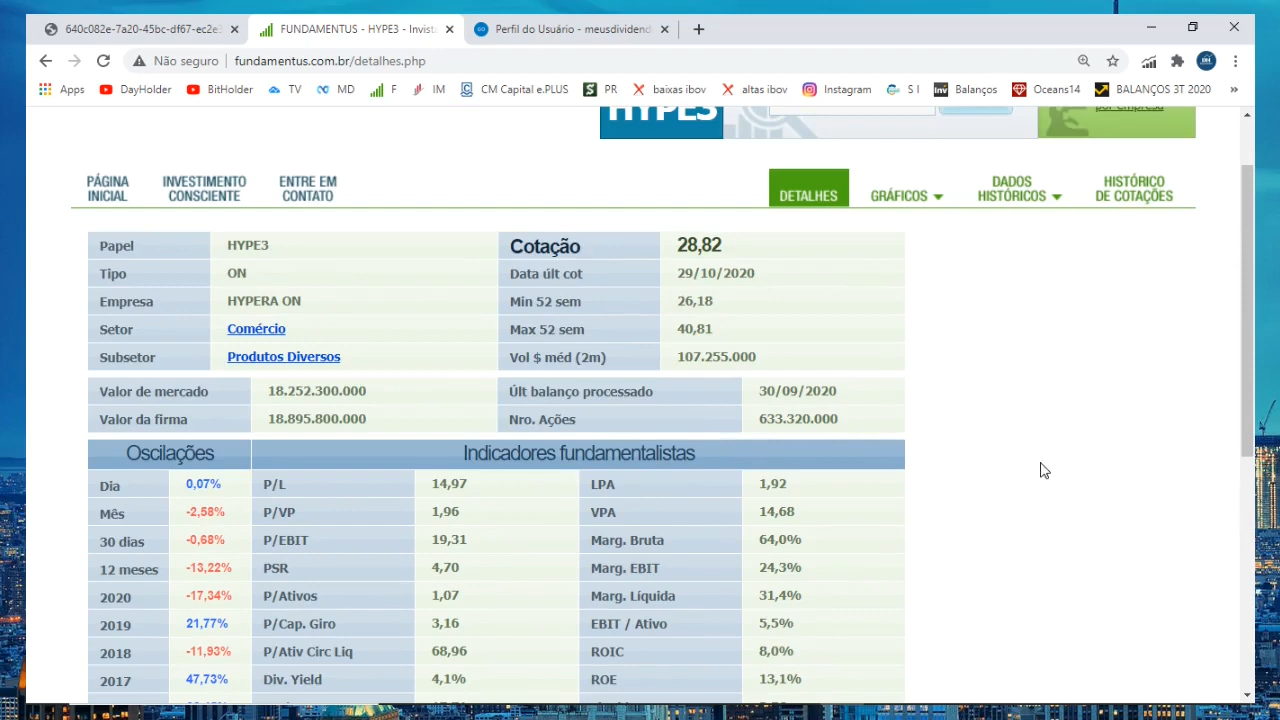 640c082e-7a20-45bc-df67-ec2e3
FUNDAMENTUS - HYPE3 - Invista
Perfil do Usuário - meusdividend
Não seguro
fundamentus.com.br/detalhes.php
Apps DayHolder BitHolder TV MD F IM CM Capital e.PLUS PR baixas ibov altas ibov Instagram S I Inv Balanços Oceans14 BALANÇOS 3T 2020 »
HYPE3
por empresa
PÁGINA INICIAL
INVESTIMENTO CONSCIENTE
ENTRE EM CONTATO
DETALHES
GRÁFICOS
DADOS HISTÓRICOS
HISTÓRICO DE COTAÇÕES
Papel HYPE3 Cotação 28,82
Tipo ON Data últ cot 29/10/2020
Empresa HYPERA ON Min 52 sem 26,18
Setor Comércio Max 52 sem 40,81
Subsetor Produtos Diversos Vol $ méd (2m) 107.255.000
Valor de mercado 18.252.300.000 Últ balanço processado 30/09/2020
Valor da firma 18.895.800.000 Nro. Ações 633.320.000
Oscilações Indicadores fundamentalistas
Dia 0,07% P/L 14,97 LPA 1,92
Mês -2,58% P/VP 1,96 VPA 14,68
30 dias -0,68% P/EBIT 19,31 Marg. Bruta 64,0%
12 meses -13,22% PSR 4,70 Marg. EBIT 24,3%
2020 -17,34% P/Ativos 1,07 Marg. Líquida 31,4%
2019 21,77% P/Cap. Giro 3,16 EBIT / Ativo 5,5%
2018 -11,93% P/Ativ Circ Liq 68,96 ROIC 8,0%
2017 47,73% Div. Yield 4,1% ROE 13,1%